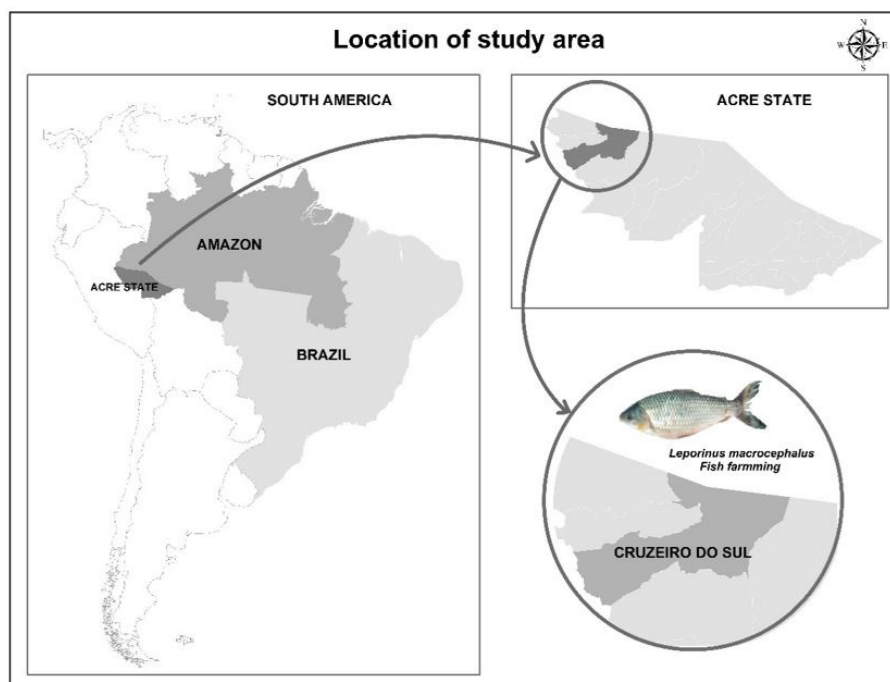 Location of study area
N
W E
S
SOUTH AMERICA
AMAZON
ACRE STATE
BRAZIL
ACRE STATE
Leporinus macrocephalus
Fish farmming
CRUZEIRO DO SUL